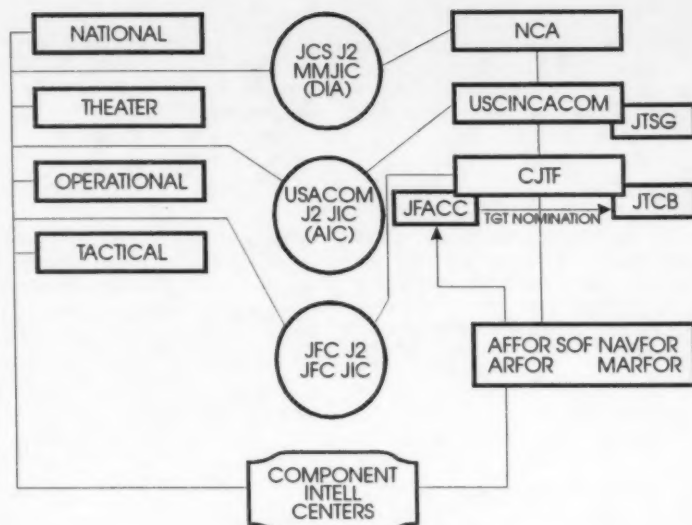 NATIONAL
THEATER
OPERATIONAL
TACTICAL
JCS J2
MMJIC
(DIA)
USACOM
J2 JIC
(AIC)
JFC J2
JFC JIC
COMPONENT
INTELL
CENTERS
NCA
USCINCACOM
JTSG
CJTF
JFACC
TGT NOMINATION
JTCB
AFFOR SOF NAVFOR
ARFOR MARFOR